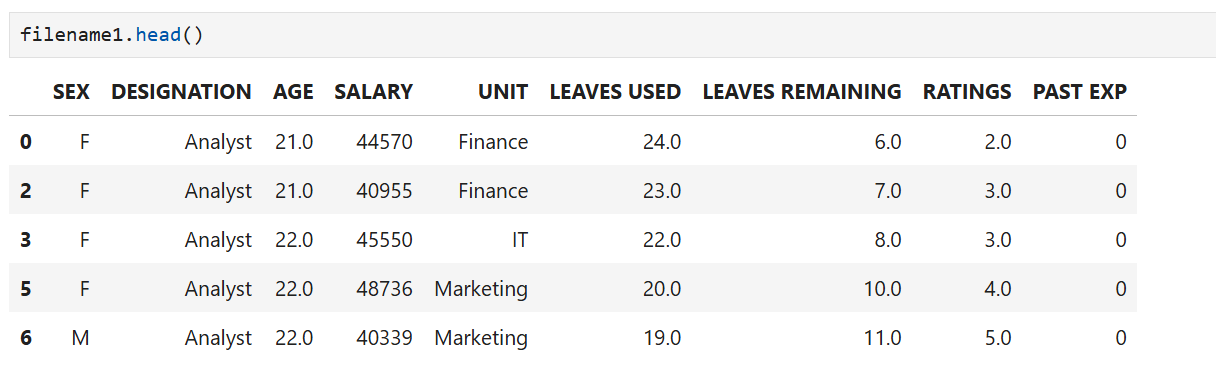 filename1.head()
SEX DESIGNATION AGE SALARY UNIT LEAVES USED LEAVES REMAINING RATINGS PAST EXP
0 F Analyst 21.0 44570 Finance 24.0 6.0 2.0 0
2 F Analyst 21.0 40955 Finance 23.0 7.0 3.0 0
3 F Analyst 22.0 45550 IT 22.0 8.0 3.0 0
5 F Analyst 22.0 48736 Marketing 20.0 10.0 4.0 0
6 M Analyst 22.0 40339 Marketing 19.0 11.0 5.0 0